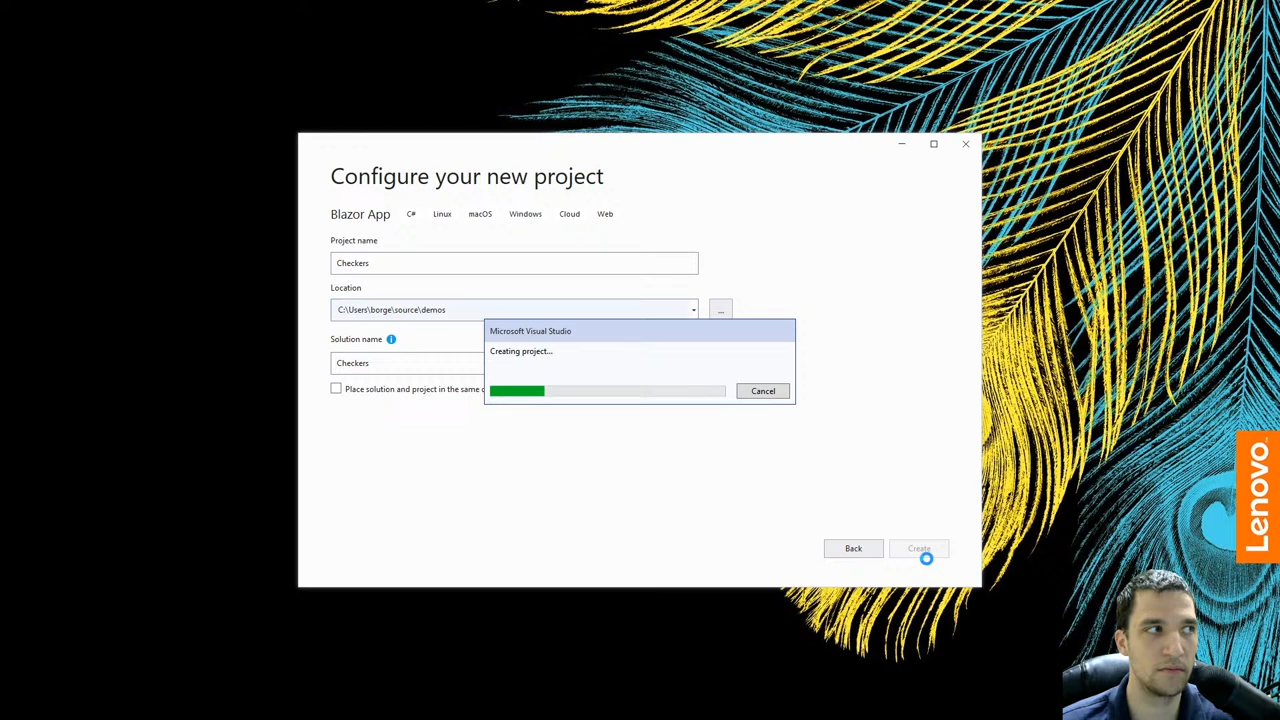 Configure your new project
Blazor App C# Linux macOS Windows Cloud Web
Project name
Checkers
Location
C:\Users\borge\source\demos
...
Solution name
Checkers
Place solution and project in the same
Microsoft Visual Studio
Creating project...
Cancel
Back
Create
Lenovo